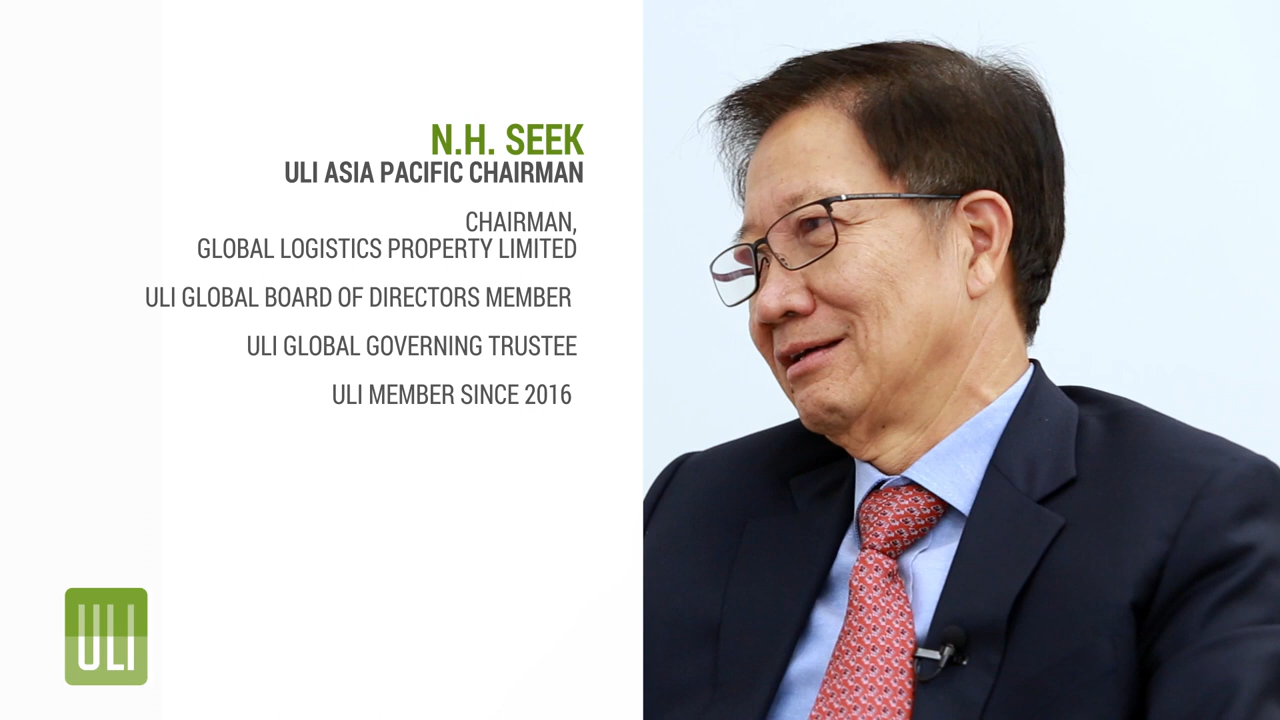 N.H. SEEK
ULI ASIA PACIFIC CHAIRMAN
CHAIRMAN,
GLOBAL LOGISTICS PROPERTY LIMITED
ULI GLOBAL BOARD OF DIRECTORS MEMBER
ULI GLOBAL GOVERNING TRUSTEE
ULI MEMBER SINCE 2016
ULI